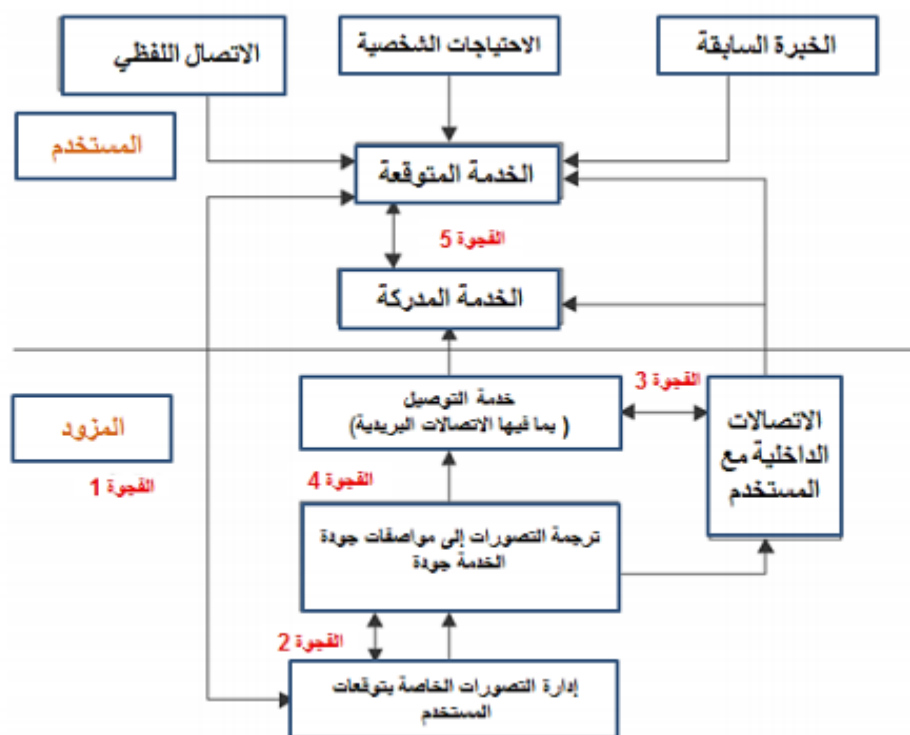 الخبرة السابقة
الاحتياجات الشخصية
الاتصال اللفظي
المستخدم
الخدمة المتوقعة
الفجوة 5
الخدمة المدركة
المزود
خدمة التوصيل
( بما فيها الاتصالات البريدية)
الفجوة 3
الاتصالات
الداخلية مع
المستخدم
الفجوة 1
الفجوة 4
ترجمة التصورات إلى مواصفات جودة
الخدمة جودة
الفجوة 2
إدارة التصورات الخاصة بتوقعات
المستخدم